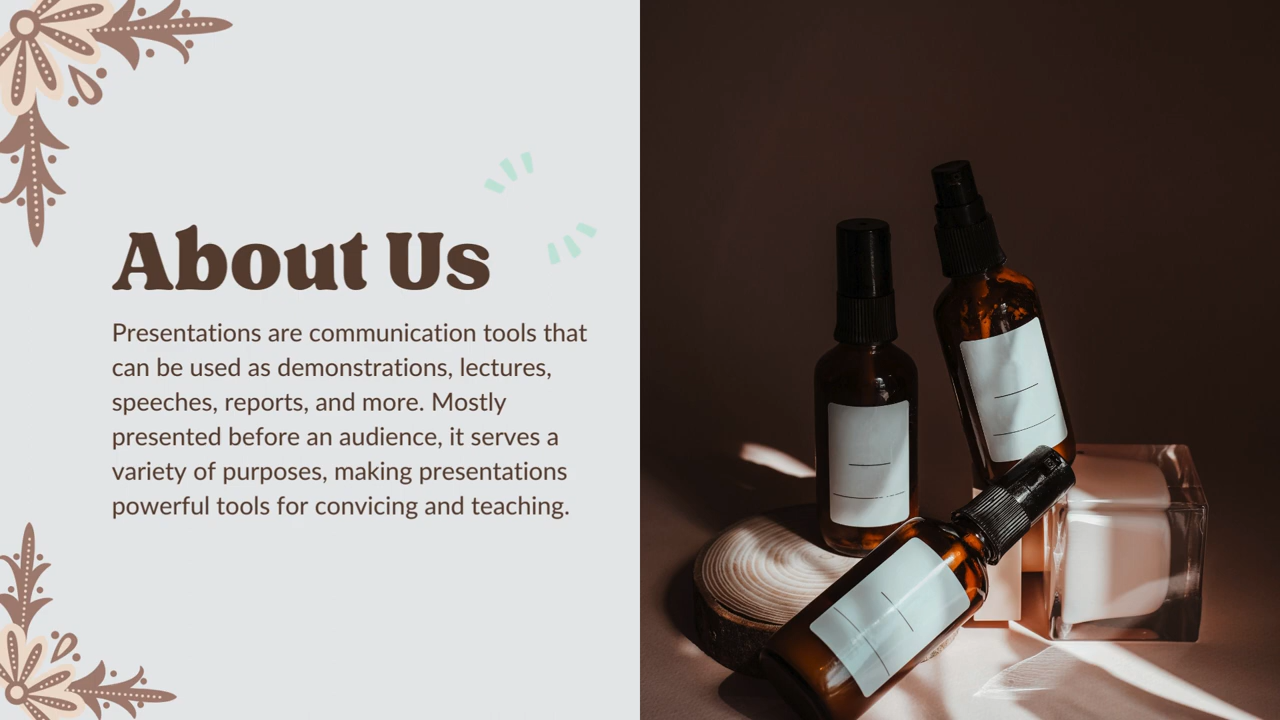 About Us
Presentations are communication tools that
can be used as demonstrations, lectures,
speeches, reports, and more. Mostly
presented before an audience, it serves a
variety of purposes, making presentations
powerful tools for convicing and teaching.